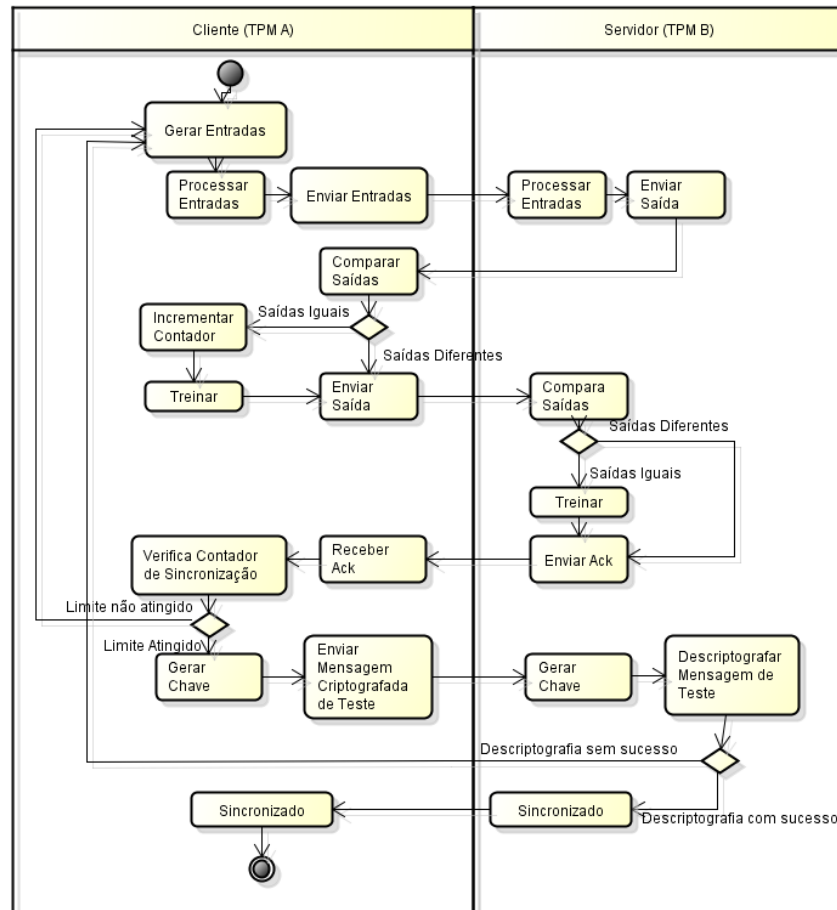 Cliente (TPM A)
Servidor (TPM B)
Gerar Entradas
Processar
Entradas
Enviar Entradas
Processar
Entradas
Enviar
Saída
Comparar
Saídas
Saídas Iguais
Incrementar
Contador
Saídas Diferentes
Treinar
Enviar
Saída
Compara
Saídas
Saídas Diferentes
Saídas Iguais
Treinar
Enviar Ack
Receber
Ack
Verifica Contador
de Sincronização
Limite não atingido
Limite Atingido
Gerar
Chave
Enviar
Mensagem
Criptografada
de Teste
Gerar
Chave
Descriptografar
Mensagem de
Teste
Descriptografia sem sucesso
Descriptografia com sucesso
Sincronizado
Sincronizado